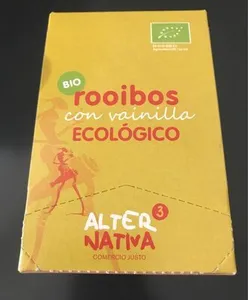 BIO
rooibos
con vainilla
ECOLÓGICO
ALTER 3
NATIVA
COMERCIO JUSTO